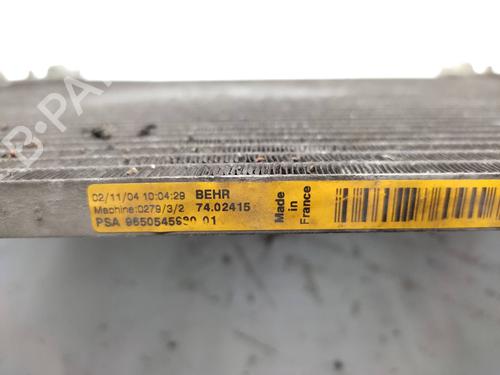 02/11/04 10:04:29 BEHR
Machine:0279/3/2 74.02415
PSA 01
Made
in
France
B-PA